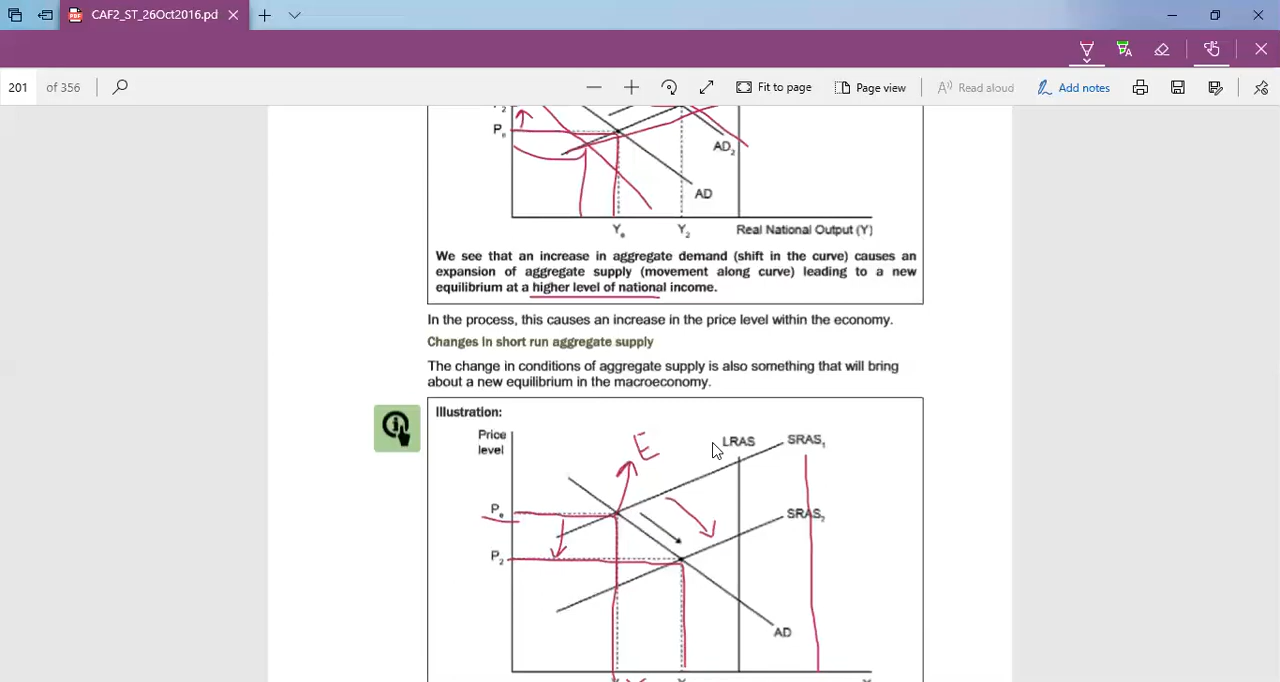 CAF2_ST_26Oct2016.pd
201 of 356
Fit to page
Page view
Read aloud
Add notes
Pe
AD2
AD
Ye Y2 Real National Output (Y)
We see that an increase in aggregate demand (shift in the curve) causes an
expansion of aggregate supply (movement along curve) leading to a new
equilibrium at a higher level of national income.
In the process, this causes an increase in the price level within the economy.
Changes in short run aggregate supply
The change in conditions of aggregate supply is also something that will bring
about a new equilibrium in the macroeconomy.
Illustration:
Price
level
E
LRAS
SRAS1
Pe
SRAS2
P2
AD